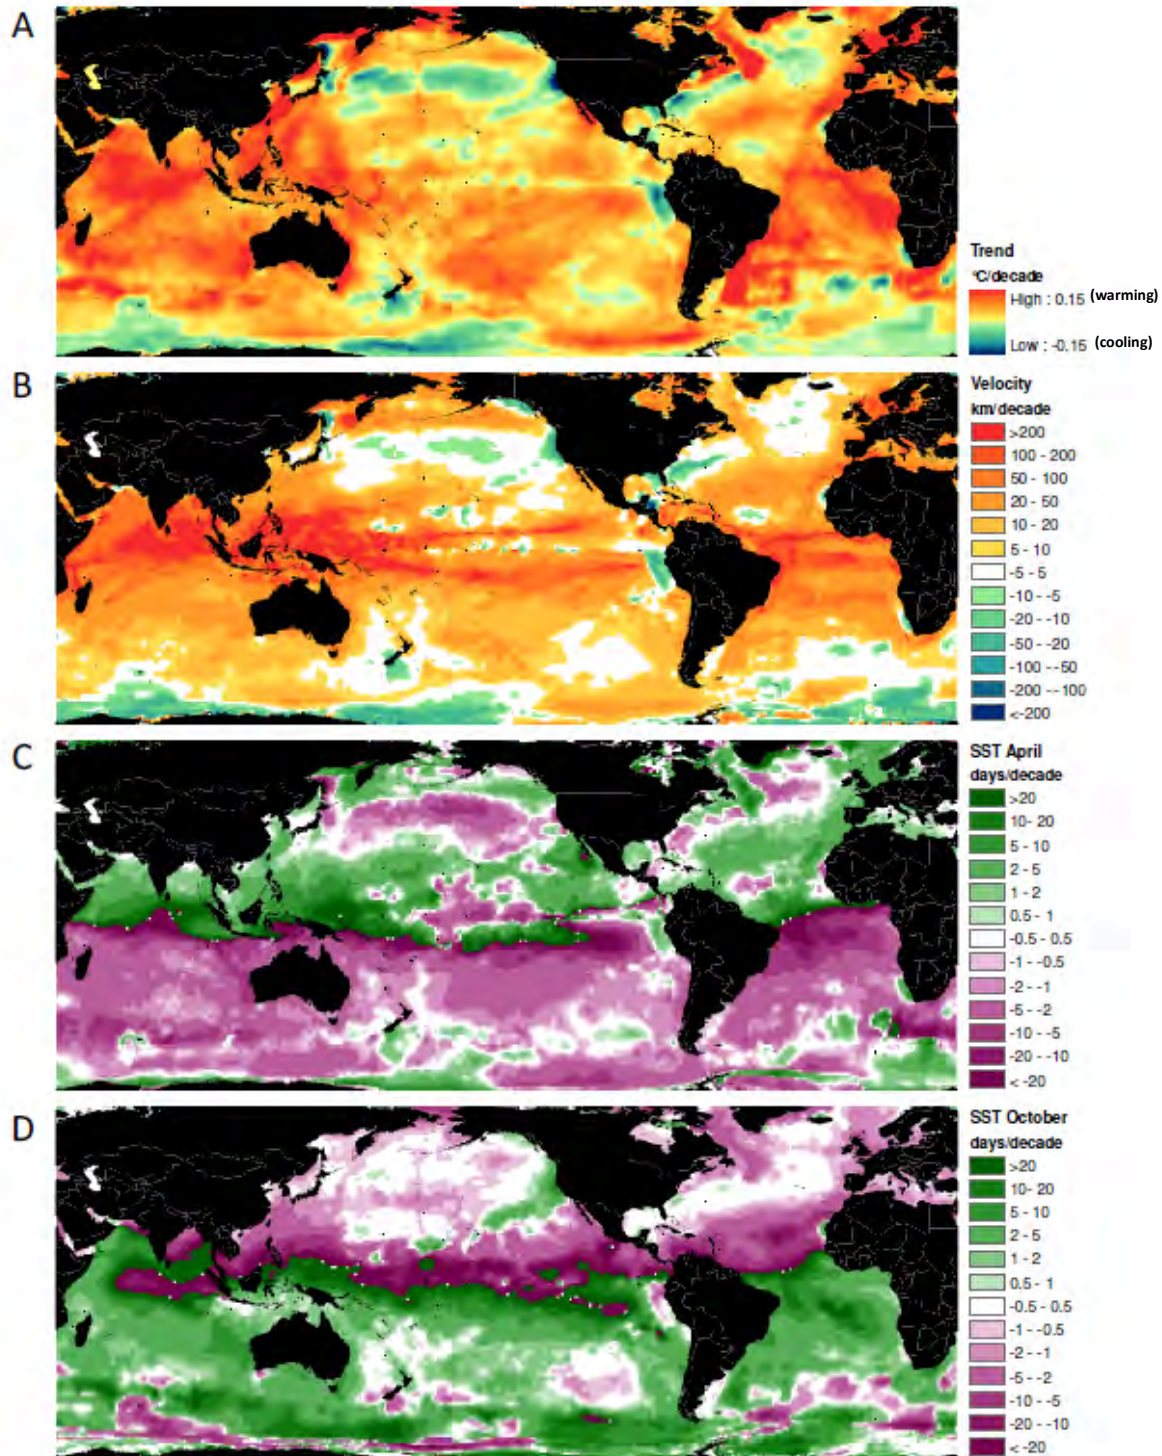 A
Trend
°C/decade
High : 0.15 (warming)
Low : -0.15 (cooling)
B
Velocity
km/decade
>200
100 - 200
50 - 100
20 - 50
10 - 20
5 - 10
-5 - 5
-10 - -5
-20 - -10
-50 - -20
-100 - -50
-200 - -100
<-200
C
SST April
days/decade
>20
10- 20
5 - 10
2 - 5
1 - 2
0.5 - 1
-0.5 - 0.5
-1 - -0.5
-2 - -1
-5 - -2
-10 - -5
-20 - -10
< -20
D
SST October
days/decade
>20
10- 20
5 - 10
2 - 5
1 - 2
0.5 - 1
-0.5 - 0.5
-1 - -0.5
-2 - -1
-5 - -2
-10 - -5
-20 - -10
< -20